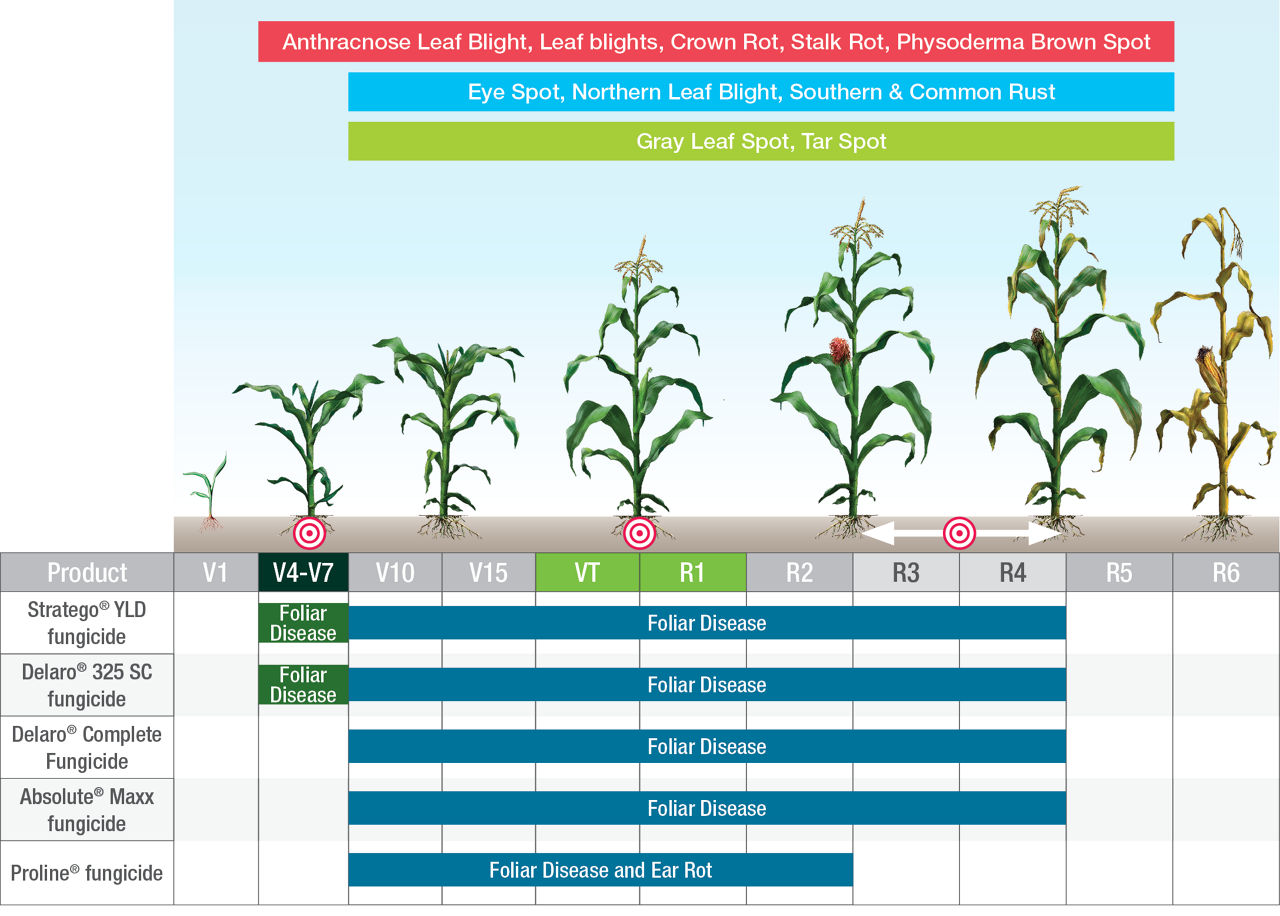 Anthracnose Leaf Blight, Leaf blights, Crown Rot, Stalk Rot, Physoderma Brown Spot
Eye Spot, Northern Leaf Blight, Southern & Common Rust
Gray Leaf Spot, Tar Spot
Product V1 V4-V7 V10 V15 VT R1 R2 R3 R4 R5 R6
Stratego® YLD
fungicide
Foliar
Disease
Foliar Disease
Delaro® 325 SC
fungicide
Foliar
Disease
Foliar Disease
Delaro® Complete
Fungicide
Foliar Disease
Absolute® Maxx
fungicide
Foliar Disease
Proline® fungicide
Foliar Disease and Ear Rot